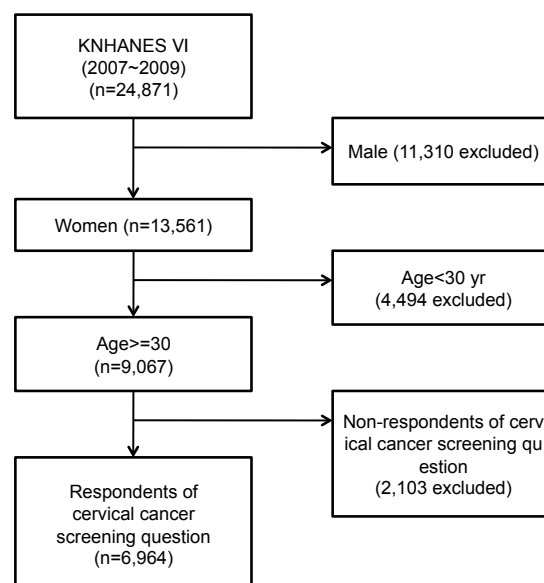 KNHANES VI
(2007~2009)
(n=24,871)
Male (11,310 excluded)
Women (n=13,561)
Age<30 yr
(4,494 excluded)
Age>=30
(n=9,067)
Non-respondents of cerv
ical cancer screening qu
estion
(2,103 excluded)
Respondents of
cervical cancer
screening question
(n=6,964)